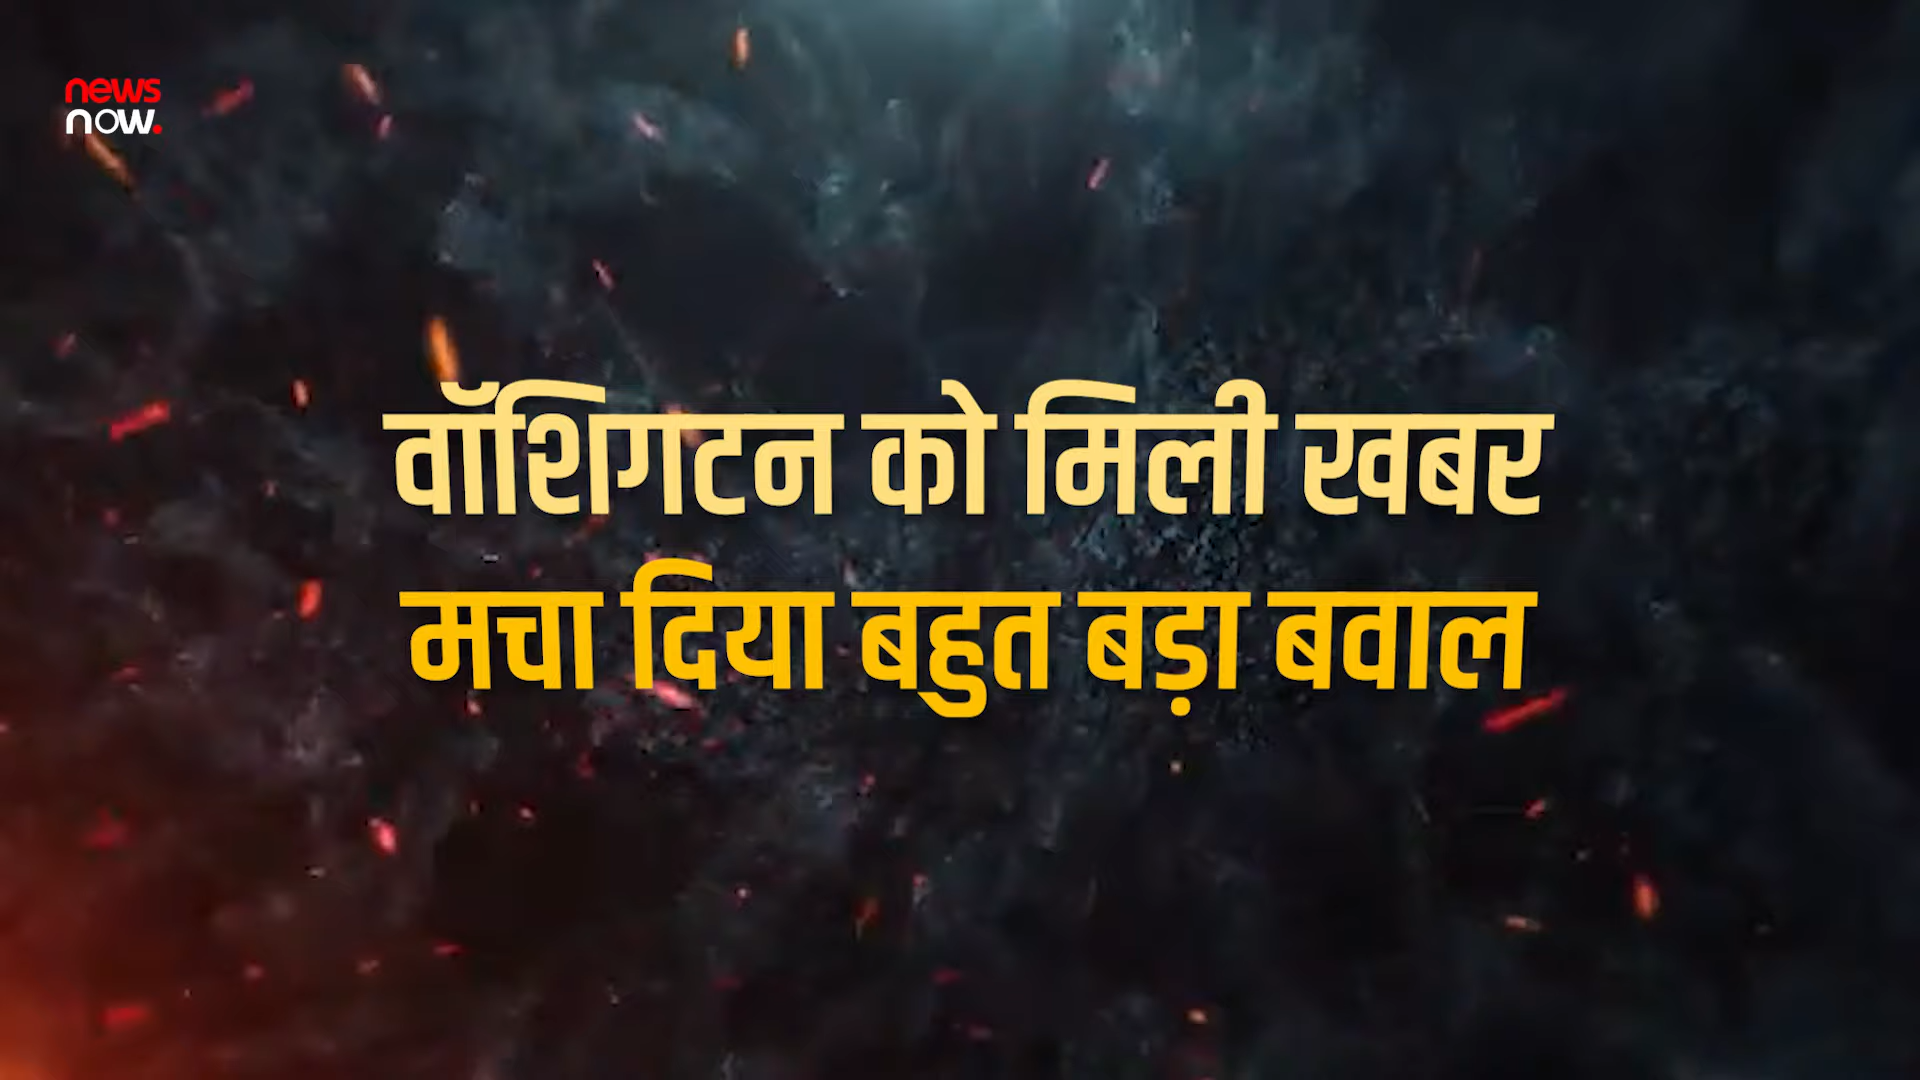 news
now.
वॉशिगटन को मिली खबर
मचा दिया बहुत बड़ा बवाल